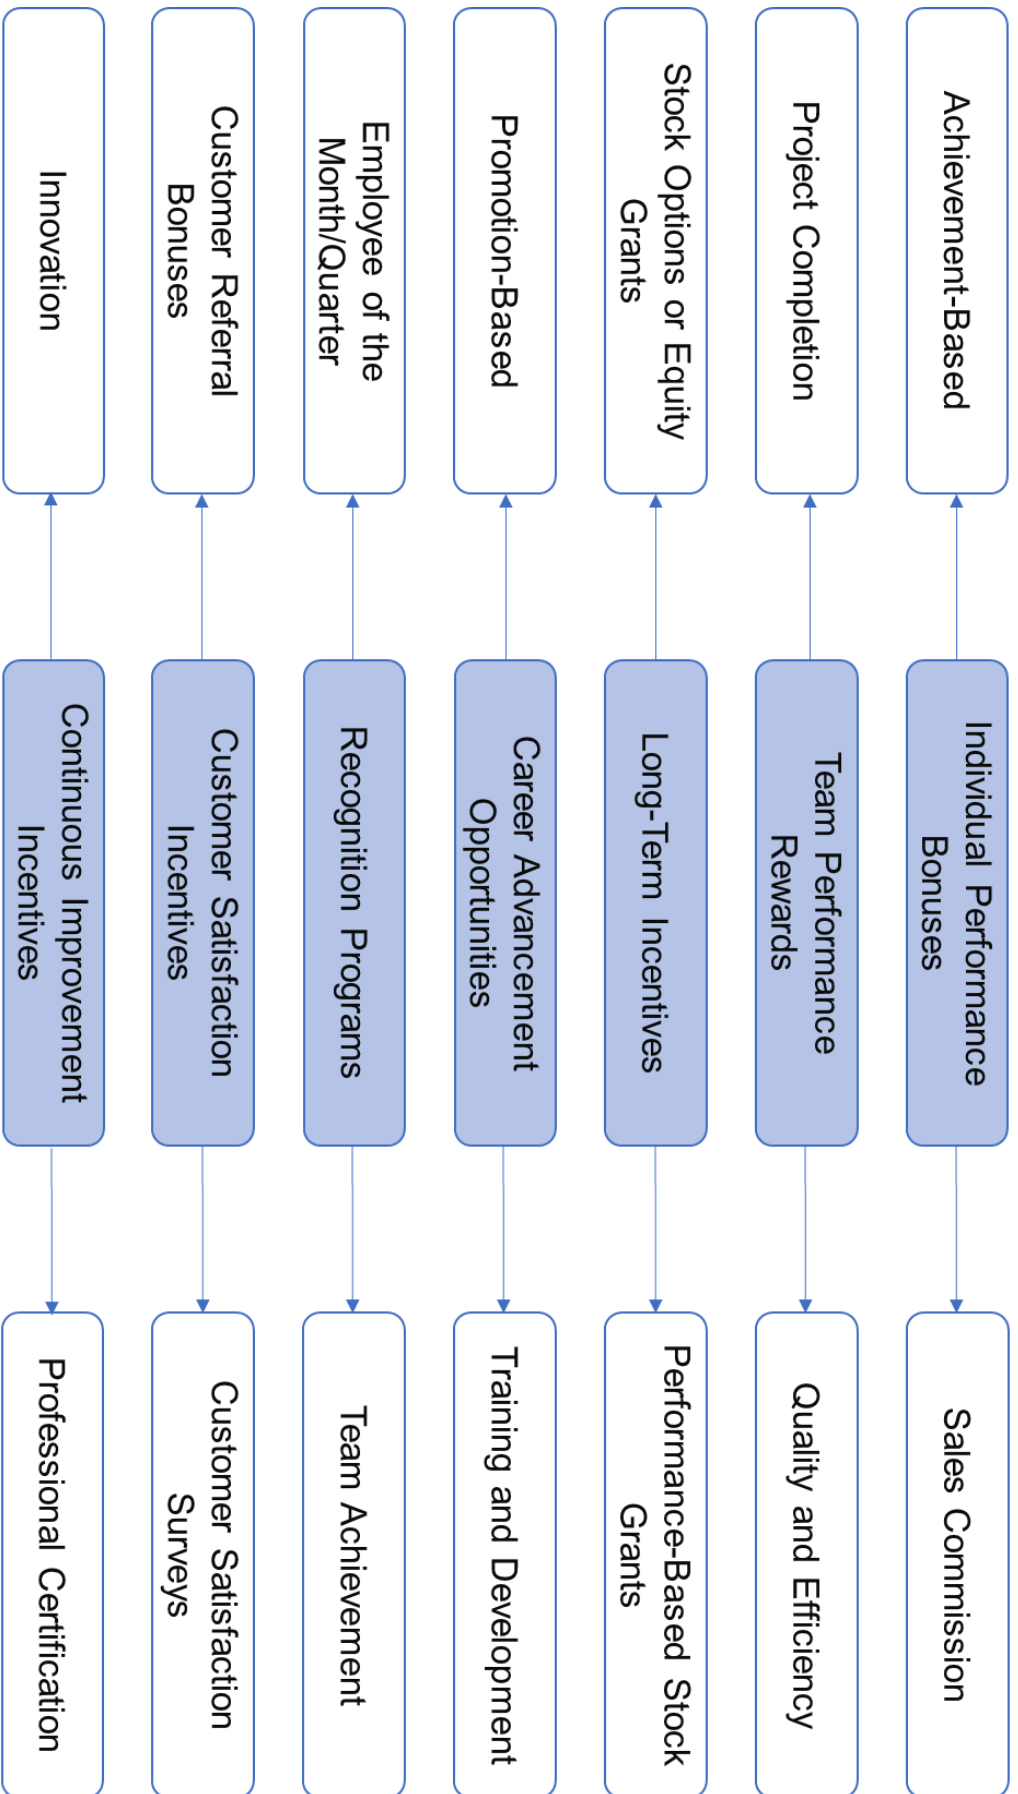 Achievement-Based
Individual Performance
Bonuses
Sales Commission
Project Completion
Team Performance
Rewards
Quality and Efficiency
Stock Options or Equity
Grants
Long-Term Incentives
Performance-Based Stock
Grants
Promotion-Based
Career Advancement
Opportunities
Training and Development
Employee of the
Month/Quarter
Recognition Programs
Team Achievement
Customer Referral
Bonuses
Customer Satisfaction
Incentives
Customer Satisfaction
Surveys
Innovation
Continuous Improvement
Incentives
Professional Certification